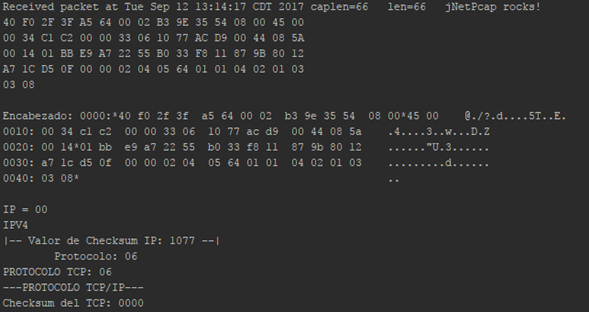 Received packet at Tue Sep 12 13:14:17 CDT 2017 caplen=66 len=66 jNetPcap rocks!
40 F0 2F 3F A5 64 00 02 B3 9E 35 54 08 00 45 00
00 34 C1 C2 00 00 33 06 10 77 AC D9 00 44 08 5A
00 14 01 BB E9 A7 22 55 B0 33 F8 11 87 9B 80 12
A7 1C D5 0F 00 00 02 04 05 64 01 01 04 02 01 03
03 08
Encabezado: 0000:*40 f0 2f 3f a5 64 00 02 b3 9e 35 54 08 00*45 00 @./?.d....5T..E.
0010: 00 34 c1 c2 00 00 33 06 10 77 ac d9 00 44 08 5a .4....3..w...D.Z
0020: 00 14*01 bb e9 a7 22 55 b0 33 f8 11 87 9b 80 12 ......"U.3......
0030: a7 1c d5 0f 00 00 02 04 05 64 01 01 04 02 01 03 .........d......
0040: 03 08* ..
IP = 00
IPV4
|-- Valor de Checksum IP: 1077 --|
Protocolo: 06
PROTOCOLO TCP: 06
---PROTOCOLO TCP/IP---
Checksum del TCP: 0000